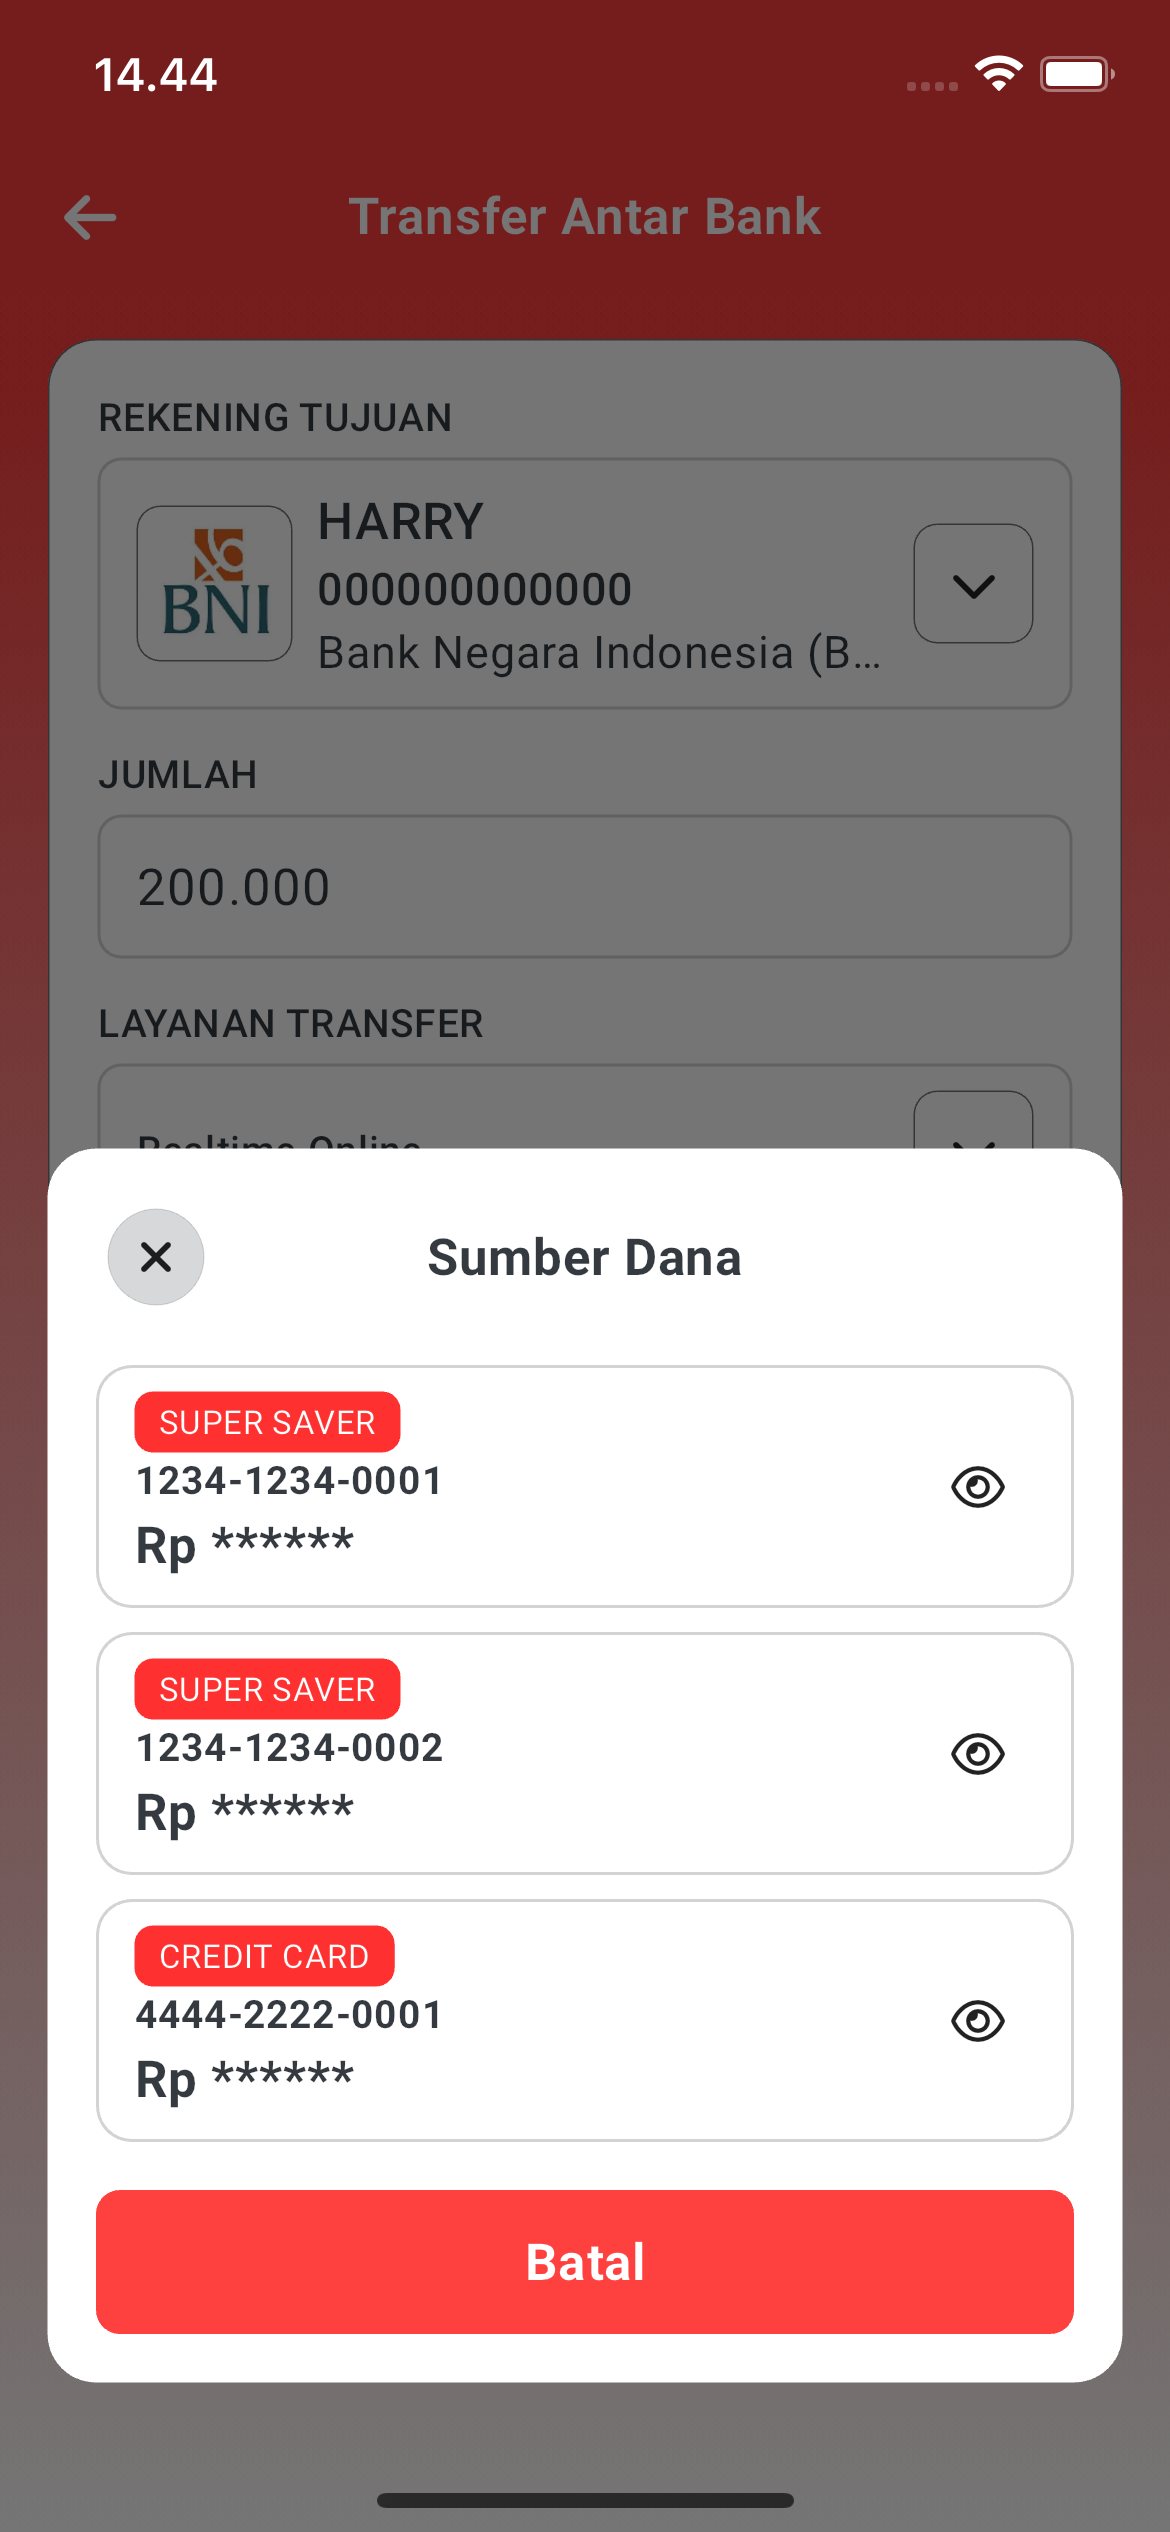 14.44
Transfer Antar Bank
REKENING TUJUAN
HARRY
BNI
000000000000
Bank Negara Indonesia (B...
JUMLAH
200.000
LAYANAN TRANSFER
Realtime Online
Sumber Dana
SUPER SAVER
1234-1234-0001
Rp ******
SUPER SAVER
1234-1234-0002
Rp ******
CREDIT CARD
4444-2222-0001
Rp ******
Batal